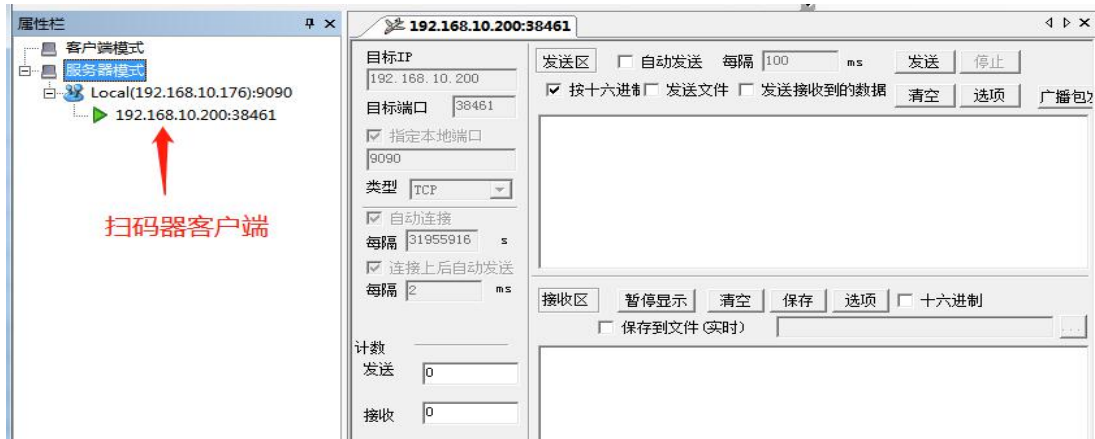 属性栏
客户端模式
服务器模式
Local(192.168.10.176):9090
192.168.10.200:38461
扫码器客户端
192.168.10.200:38461
目标IP
192.168.10.200
目标端口 38461
指定本地端口
9090
类型 TCP
自动连接
每隔 31955916 s
连接上后自动发送
每隔 2 ms
计数
发送 0
接收 0
发送区 自动发送 每隔 100 ms 发送 停止
按十六进制 发送文件 发送接收到的数据 清空 选项 广播包发
接收区 暂停显示 清空 保存 选项 十六进制
保存到文件(实时) ...